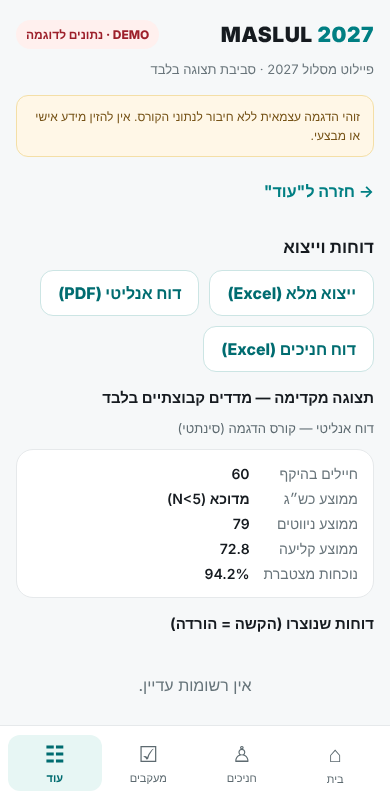 MASLUL 2027
DEMO · נתונים לדוגמה
פיילוט מסלול 2027 · סביבת תצוגה בלבד
זוהי הדגמה עצמאית ללא חיבור לנתוני הקורס. אין להזין מידע אישי
או מבצעי.
→ חזרה ל"עוד"
דוחות וייצוא
ייצוא מלא (Excel)
דוח אנליטי (PDF)
דוח חניכים (Excel)
תצוגה מקדימה — מדדים קבוצתיים בלבד
דוח אנליטי — קורס הדגמה (סינתטי)
חיילים בהיקף 60
ממוצע כש״ג מדוכא (N<5)
ממוצע ניווטים 79
ממוצע קליעה 72.8
נוכחות מצטברת 94.2%
דוחות שנוצרו (הקשה = הורדה)
אין רשומות עדיין.
בית
חניכים
מעקבים
עוד